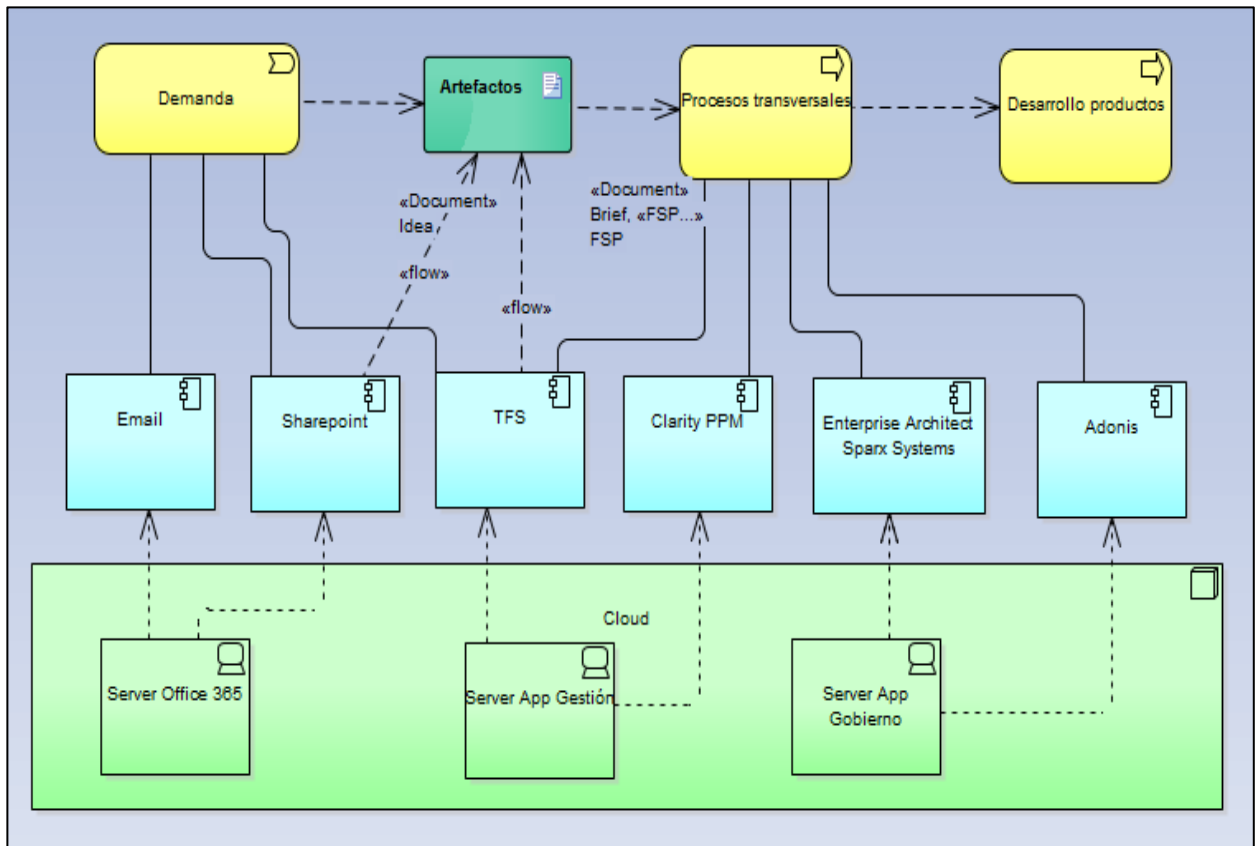 Demanda
Artefactos
Procesos transversales
Desarrollo productos
«Document»
Idea
«flow»
«flow»
«Document»
Brief, «FSP...»
FSP
Email
Sharepoint
TFS
Clarity PPM
Enterprise Architect
Sparx Systems
Adonis
Cloud
Server Office 365
Server App Gestión
Server App
Gobierno